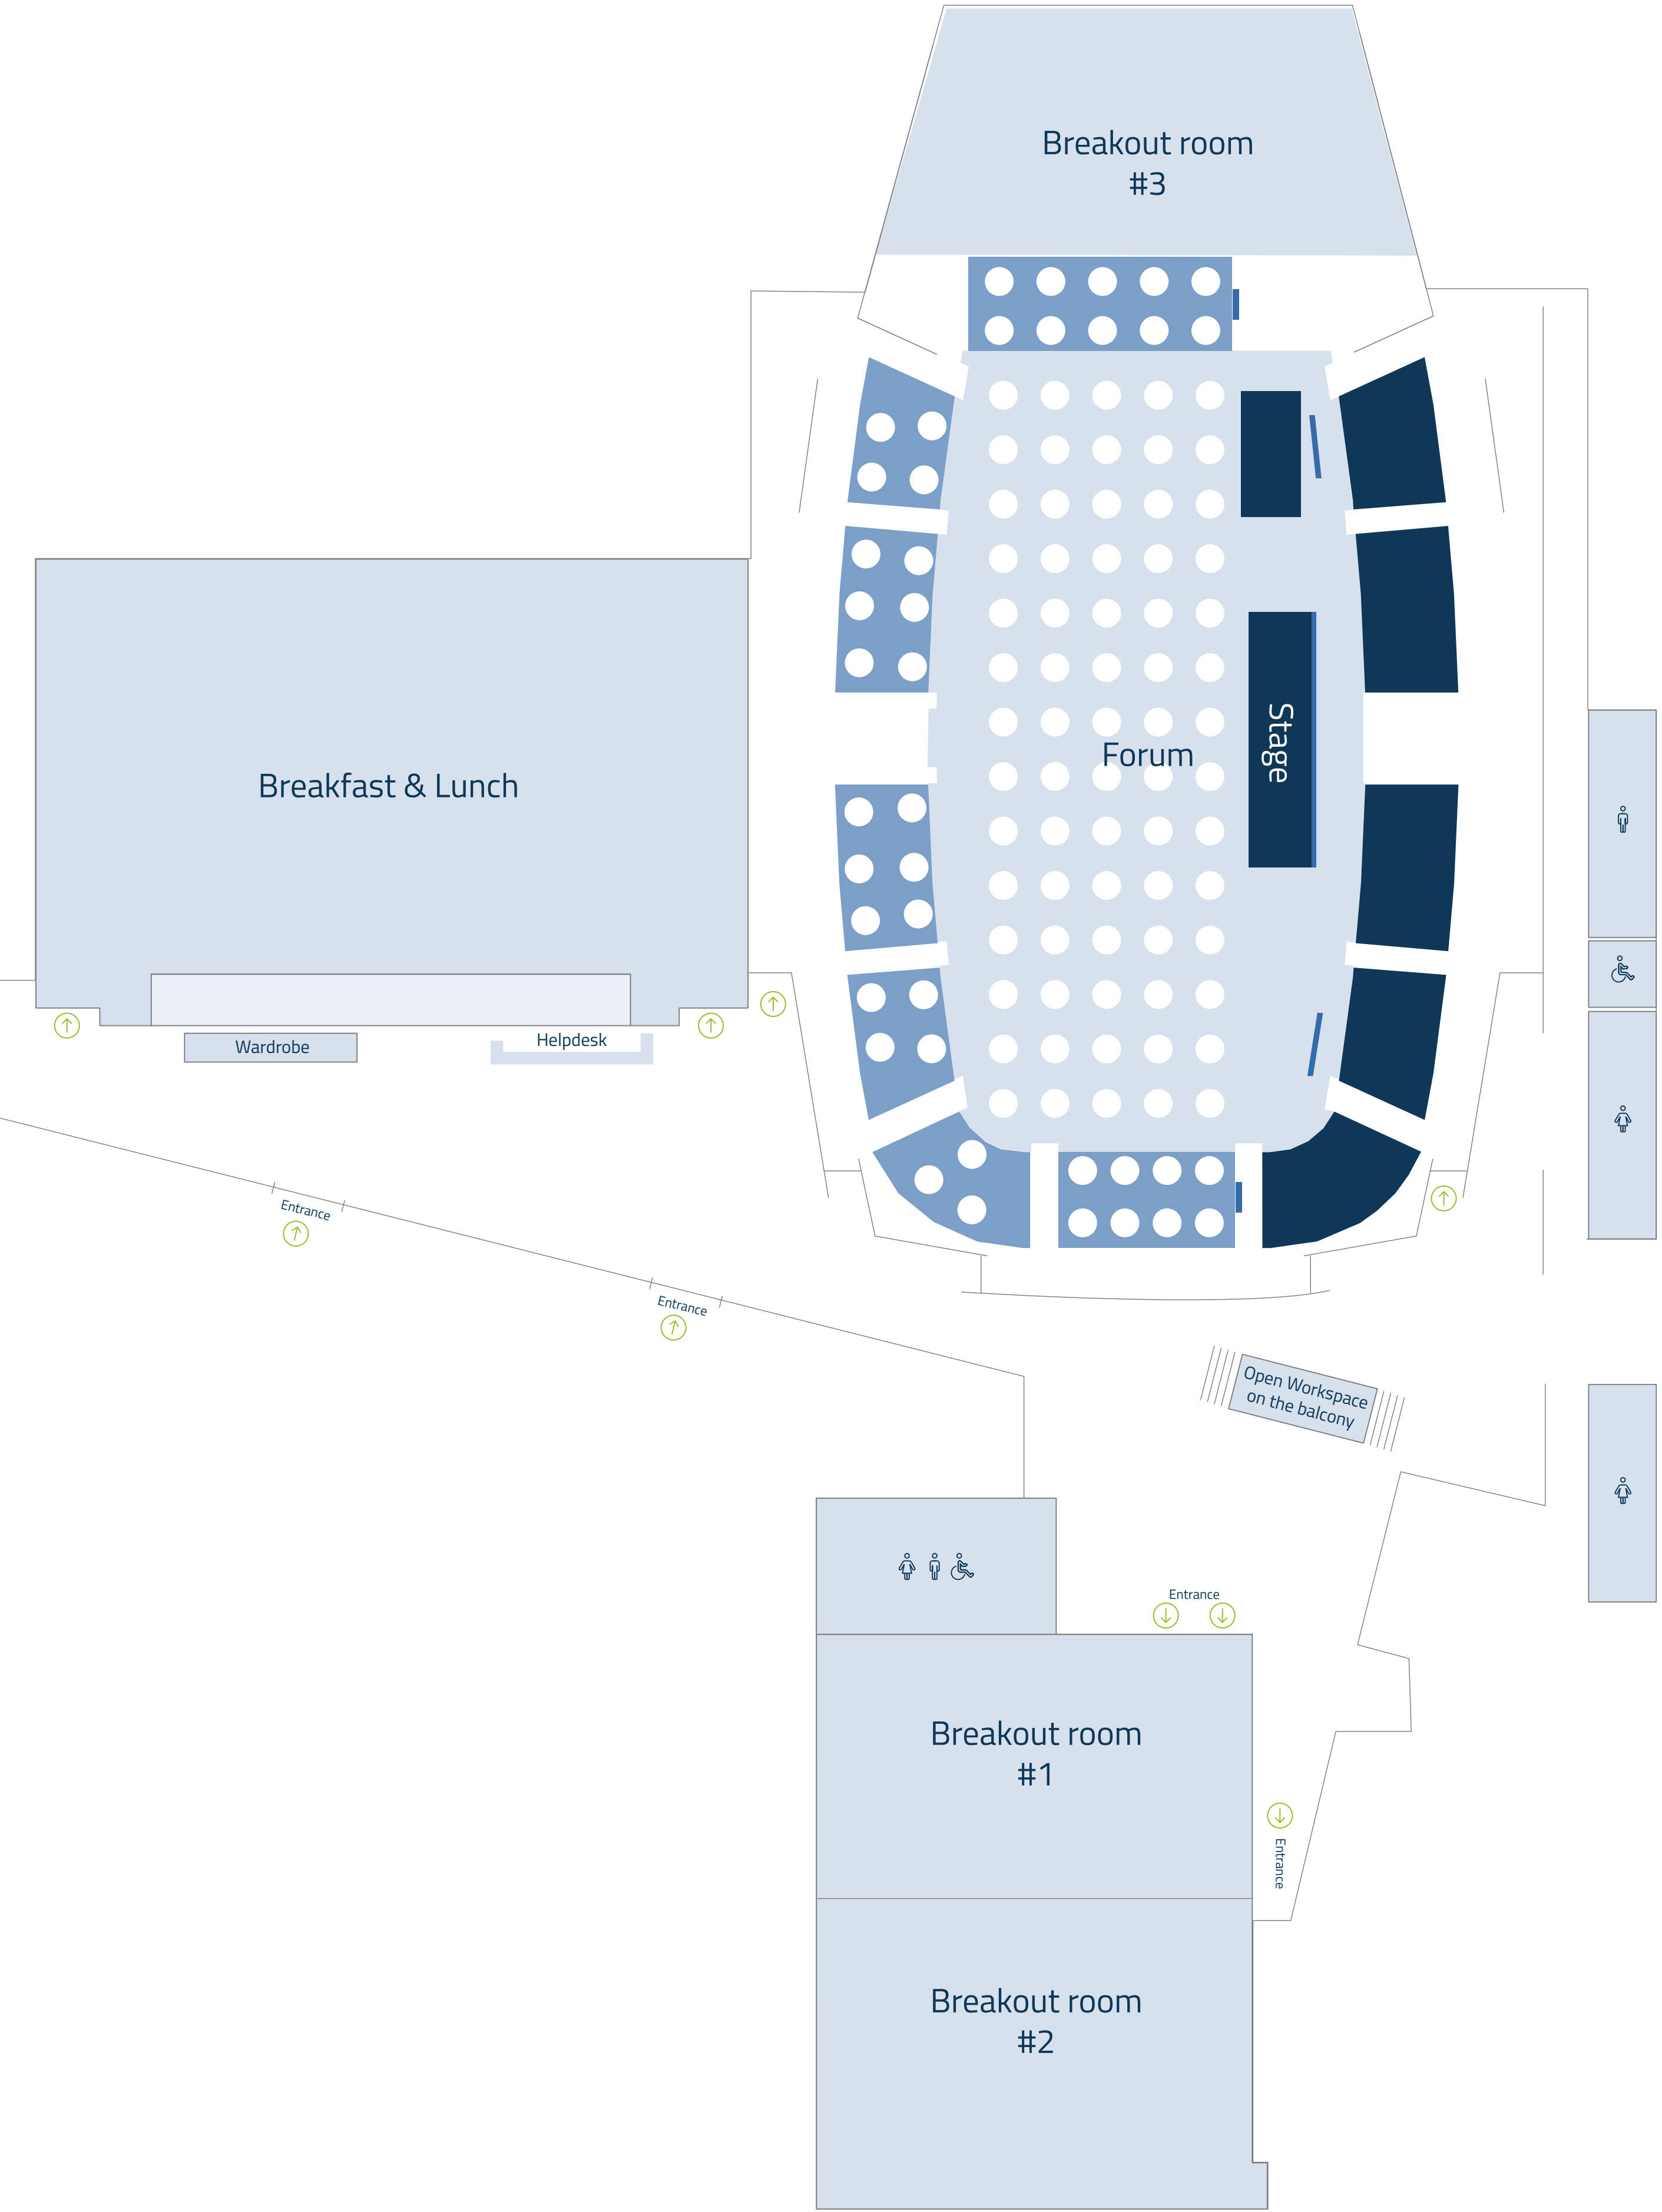 Breakout room
#3
Breakfast & Lunch
Forum
Stage
Wardrobe
Helpdesk
Entrance
Entrance
Open Workspace
on the balcony
Entrance
Breakout room
#1
Entrance
Breakout room
#2